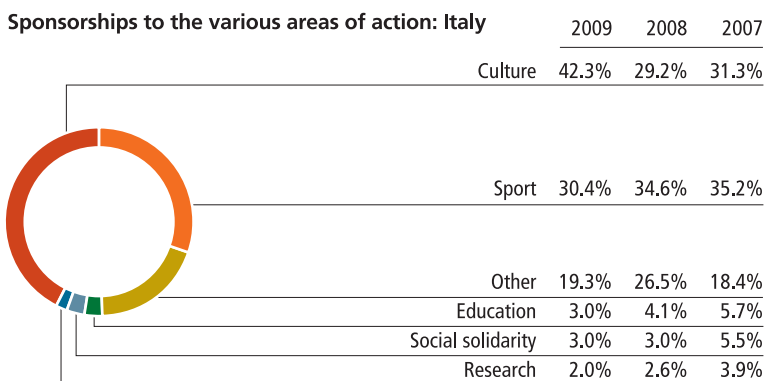 Sponsorships to the various areas of action: Italy 2009 2008 2007
Culture 42.3% 29.2% 31.3%
Sport 30.4% 34.6% 35.2%
Other 19.3% 26.5% 18.4%
Education 3.0% 4.1% 5.7%
Social solidarity 3.0% 3.0% 5.5%
Research 2.0% 2.6% 3.9%